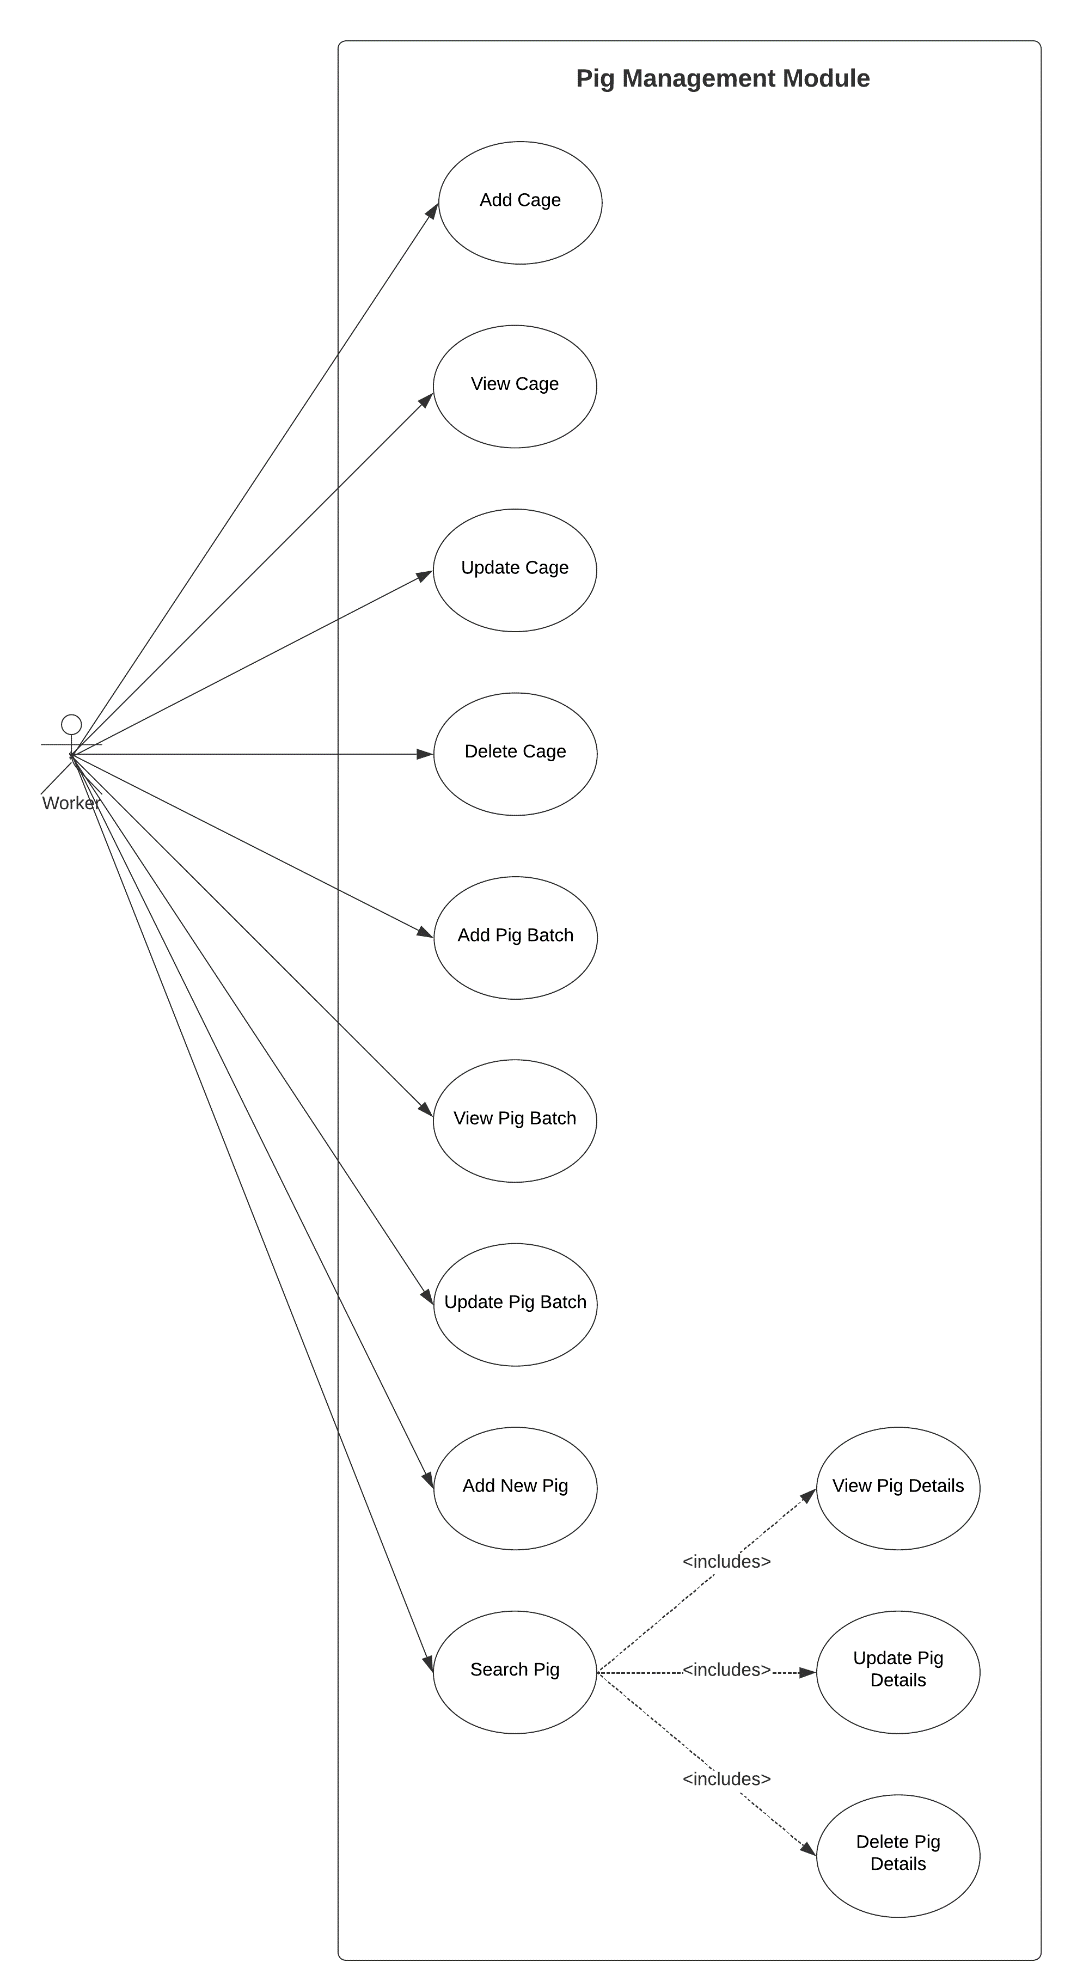 Pig Management Module
Add Cage
View Cage
Update Cage
Delete Cage
Worker
Add Pig Batch
View Pig Batch
Update Pig Batch
Add New Pig
View Pig Details
<includes>
Search Pig
<includes>
Update Pig
Details
<includes>
Delete Pig
Details